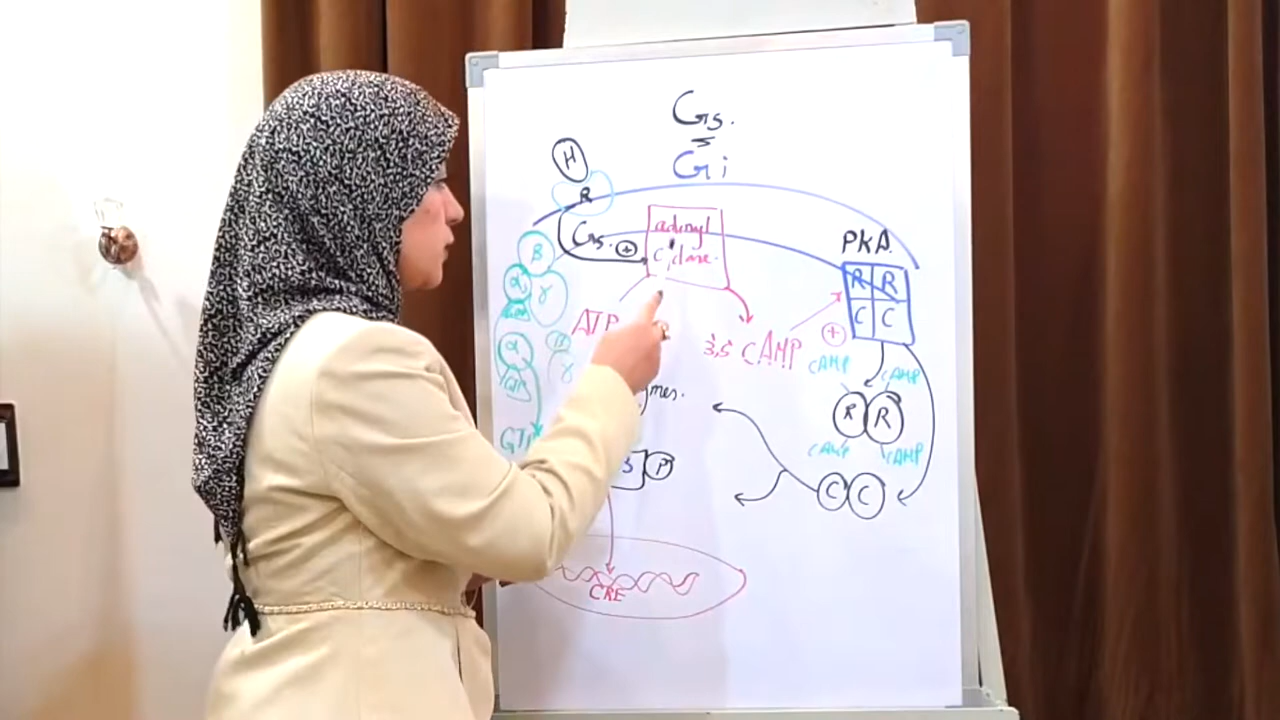 Gs.
Gi
H
R
Gs. +
adenyl
cyclase.
PKA
R R
C C
β
α γ
α β γ
ATP
3,5 CAMP
+
CAMP CAMP
R R
CAMP CAMP
C C
P
CRE